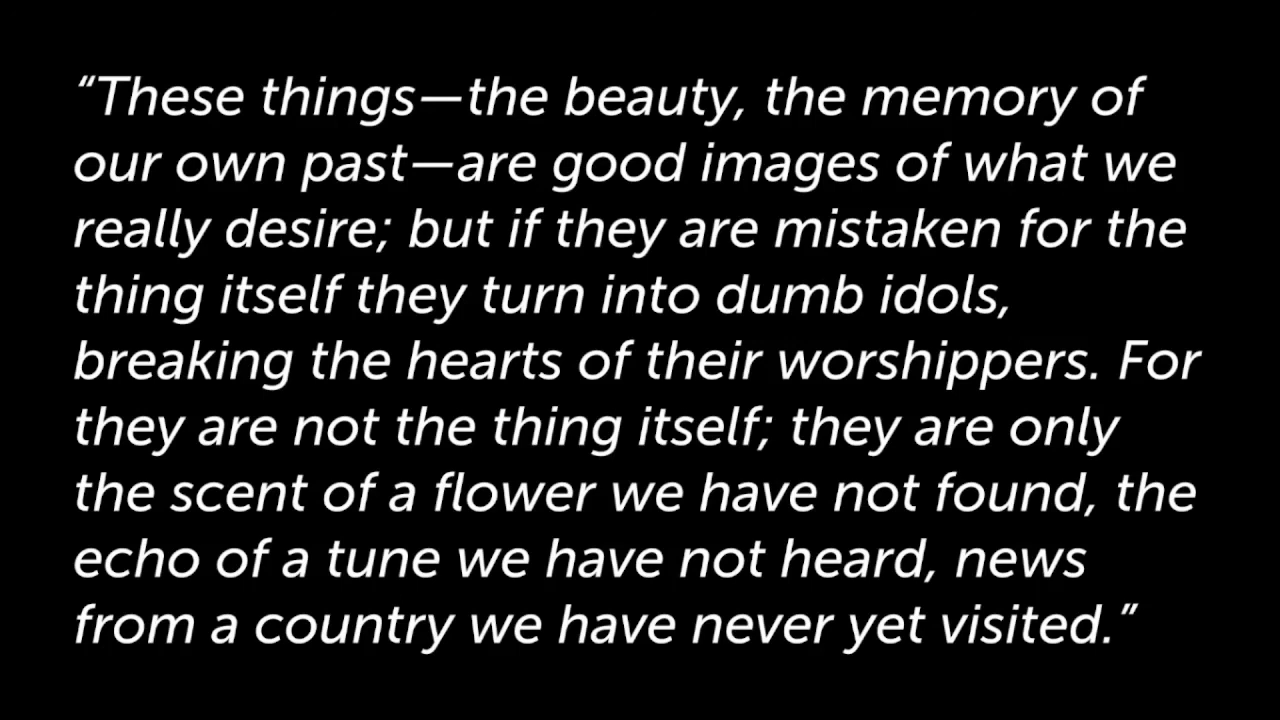 “These things—the beauty, the memory of
our own past—are good images of what we
really desire; but if they are mistaken for the
thing itself they turn into dumb idols,
breaking the hearts of their worshippers. For
they are not the thing itself; they are only
the scent of a flower we have not found, the
echo of a tune we have not heard, news
from a country we have never yet visited.”